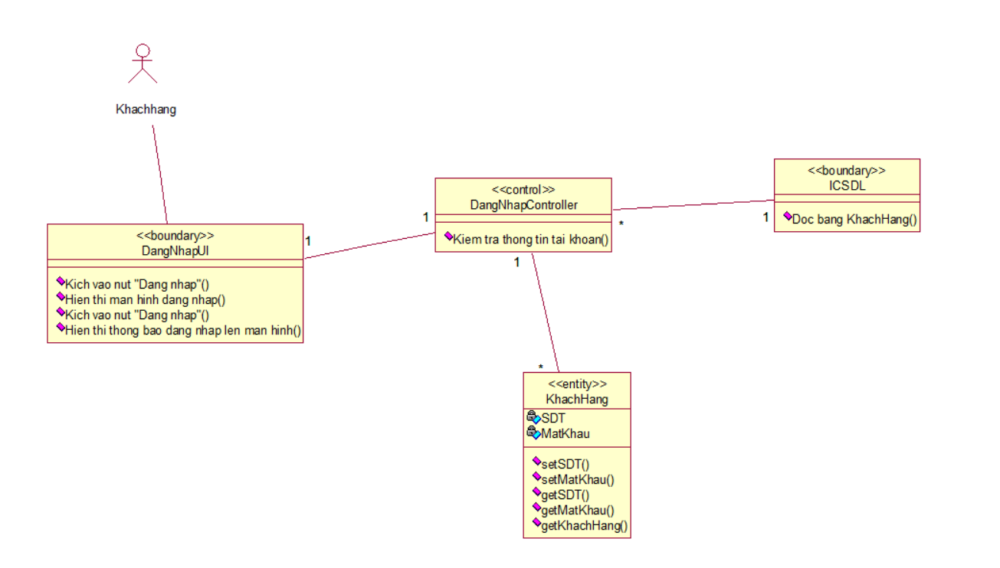 Khachhang
<<boundary>>
DangNhapUI
Kich vao nut "Dang nhap"()
Hien thi man hinh dang nhap()
Kich vao nut "Dang nhap"()
Hien thi thong bao dang nhap len man hinh()
1
1
<<control>>
DangNhapController
Kiem tra thong tin tai khoan()
*
1
<<boundary>>
ICSDL
Doc bang KhachHang()
1
*
<<entity>>
KhachHang
SDT
MatKhau
setSDT()
setMatKhau()
getSDT()
getMatKhau()
getKhachHang()